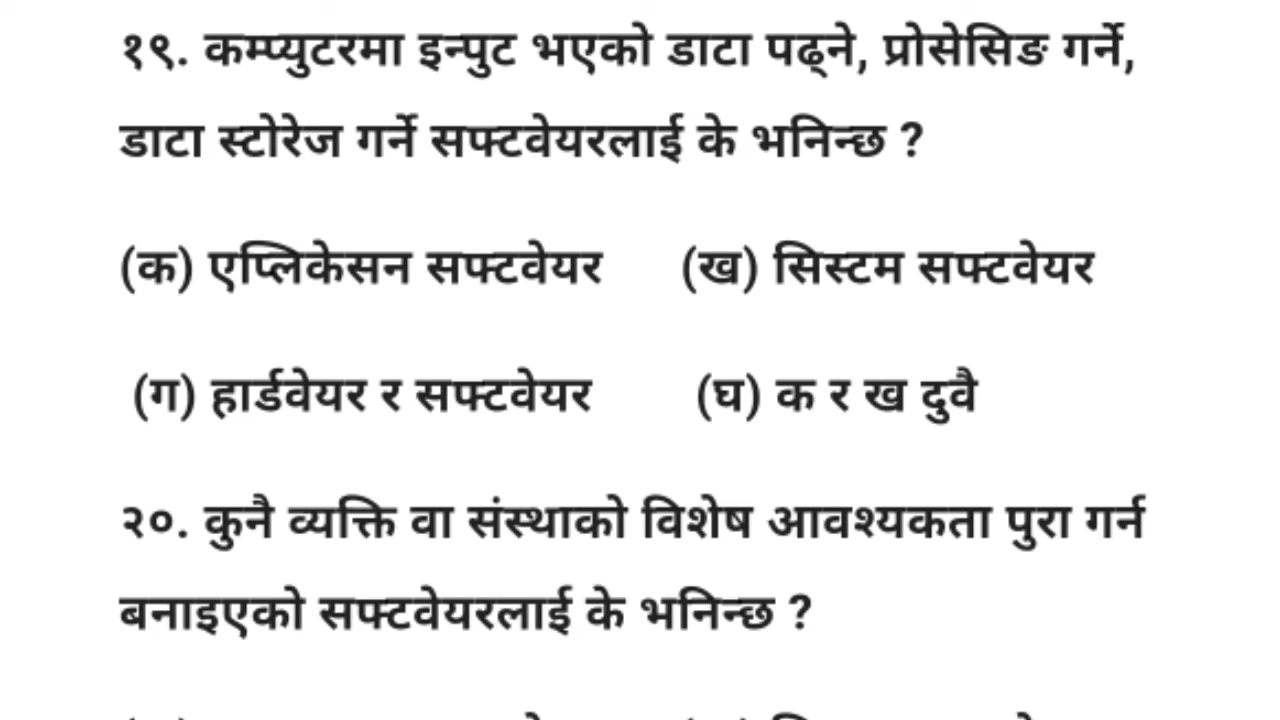 १९. कम्प्युटरमा इन्पुट भएको डाटा पढ्ने, प्रोसेसिङ गर्ने,
डाटा स्टोरेज गर्ने सफ्टवेयरलाई के भनिन्छ ?
(क) एप्लिकेसन सफ्टवेयर (ख) सिस्टम सफ्टवेयर
(ग) हार्डवेयर र सफ्टवेयर (घ) क र ख दुवै
२०. कुनै व्यक्ति वा संस्थाको विशेष आवश्यकता पुरा गर्न
बनाइएको सफ्टवेयरलाई के भनिन्छ ?